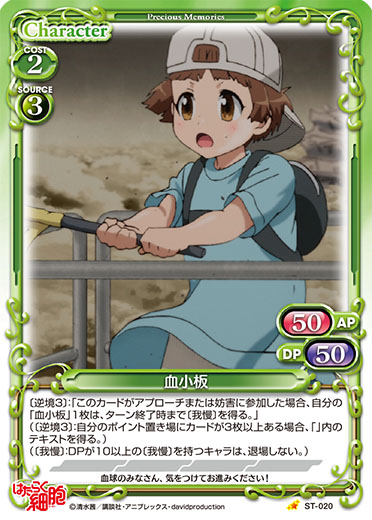 Precious Memories
Character
COST
2
SOURCE
3
50 AP
DP 50
血小板
〔逆境3〕:「このカードがアプローチまたは妨害に参加した場合、自分の
「血小板」1枚は、ターン終了時まで〔我慢〕を得る。」
(〔逆境3〕:自分のポイント置き場にカードが3枚以上ある場合、「」内の
テキストを得る。)
(〔我慢〕:DPが10以上の〔我慢〕を持つキャラは、退場しない。)
血球のみなさん、気をつけてお進みください!
はたらく細胞
©清水茜/講談社・アニプレックス・davidproduction
ST-020